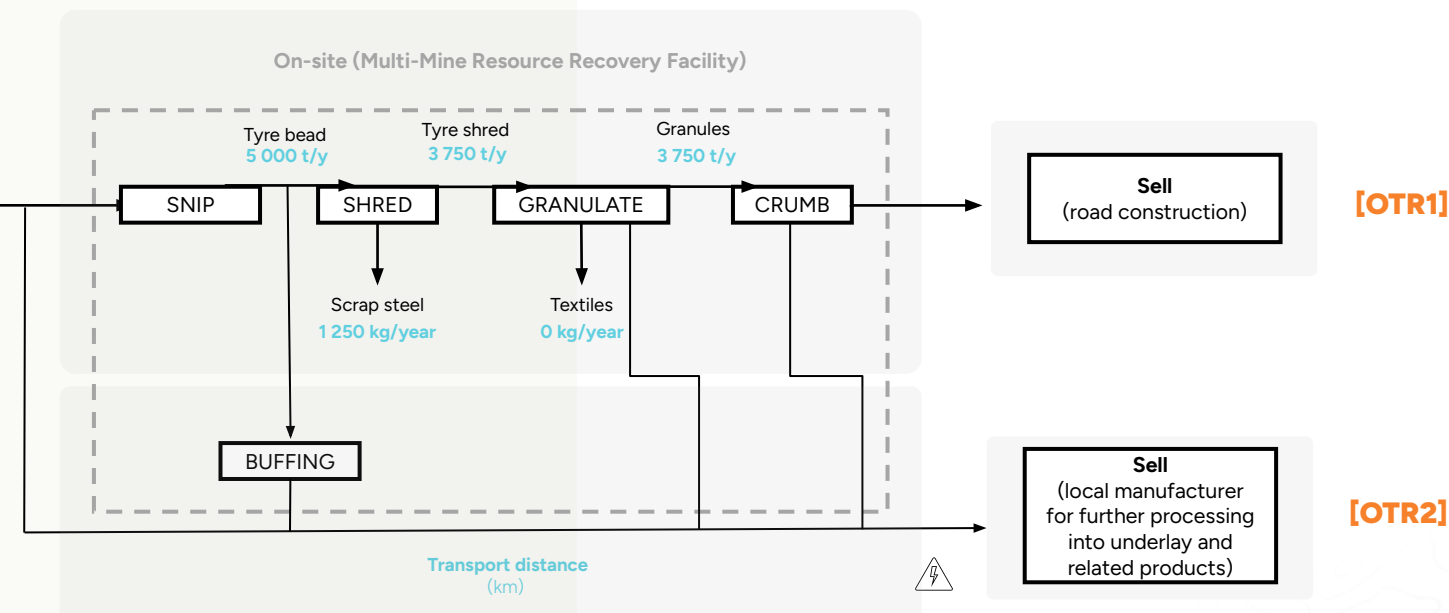 On-site (Multi-Mine Resource Recovery Facility)
Tyre bead
5 000 t/y
Tyre shred
3 750 t/y
Granules
3 750 t/y
SNIP
SHRED
GRANULATE
CRUMB
Sell
(road construction)
[OTR1]
Scrap steel
1 250 kg/year
Textiles
0 kg/year
BUFFING
Sell
(local manufacturer
for further processing
into underlay and
related products)
[OTR2]
Transport distance
(km)